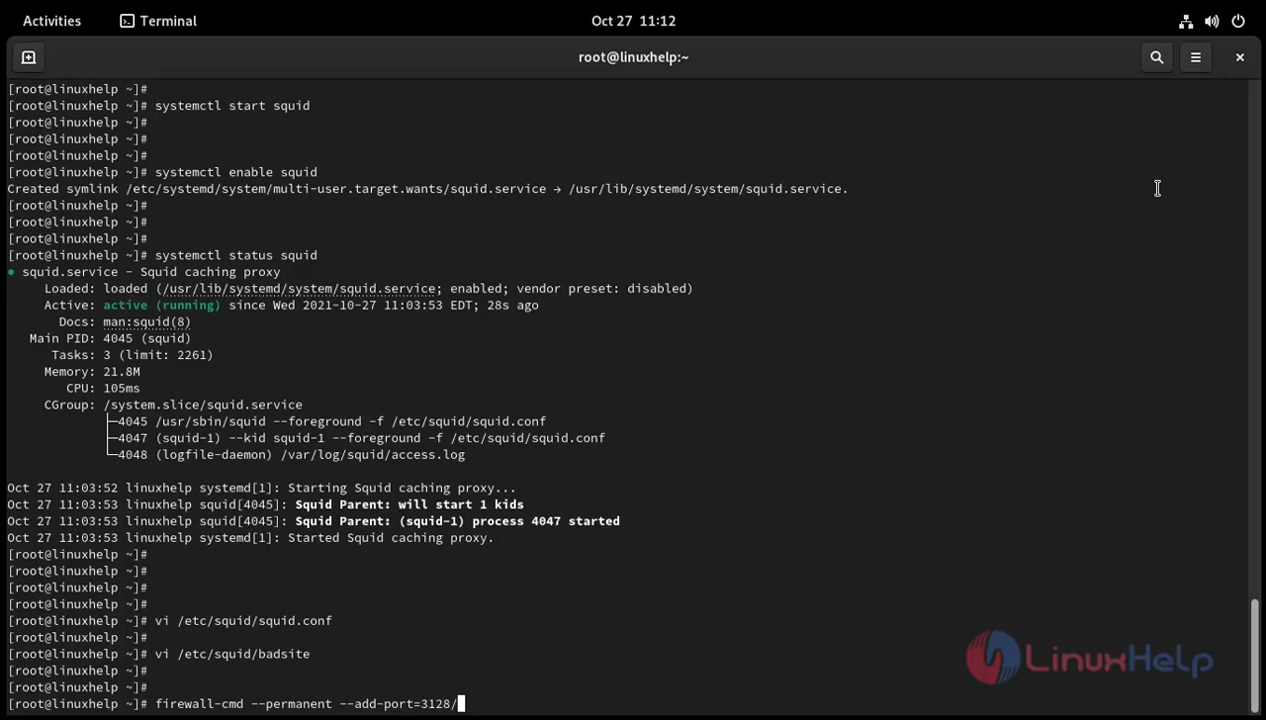 Activities
Terminal
Oct 27 11:12
root@linuxhelp:~
[root@linuxhelp ~]#
[root@linuxhelp ~]# systemctl start squid
[root@linuxhelp ~]#
[root@linuxhelp ~]#
[root@linuxhelp ~]#
[root@linuxhelp ~]# systemctl enable squid
Created symlink /etc/systemd/system/multi-user.target.wants/squid.service → /usr/lib/systemd/system/squid.service.
[root@linuxhelp ~]#
[root@linuxhelp ~]#
[root@linuxhelp ~]#
[root@linuxhelp ~]# systemctl status squid
● squid.service - Squid caching proxy
Loaded: loaded (/usr/lib/systemd/system/squid.service; enabled; vendor preset: disabled)
Active: active (running) since Wed 2021-10-27 11:03:53 EDT; 28s ago
Docs: man:squid(8)
Main PID: 4045 (squid)
Tasks: 3 (limit: 2261)
Memory: 21.8M
CPU: 105ms
CGroup: /system.slice/squid.service
├─4045 /usr/sbin/squid --foreground -f /etc/squid/squid.conf
├─4047 (squid-1) --kid squid-1 --foreground -f /etc/squid/squid.conf
└─4048 (logfile-daemon) /var/log/squid/access.log
Oct 27 11:03:52 linuxhelp systemd[1]: Starting Squid caching proxy...
Oct 27 11:03:53 linuxhelp squid[4045]: Squid Parent: will start 1 kids
Oct 27 11:03:53 linuxhelp squid[4045]: Squid Parent: (squid-1) process 4047 started
Oct 27 11:03:53 linuxhelp systemd[1]: Started Squid caching proxy.
[root@linuxhelp ~]#
[root@linuxhelp ~]#
[root@linuxhelp ~]#
[root@linuxhelp ~]#
[root@linuxhelp ~]# vi /etc/squid/squid.conf
[root@linuxhelp ~]#
[root@linuxhelp ~]# vi /etc/squid/badsite
[root@linuxhelp ~]#
[root@linuxhelp ~]#
[root@linuxhelp ~]# firewall-cmd --permanent --add-port=3128/
LinuxHelp